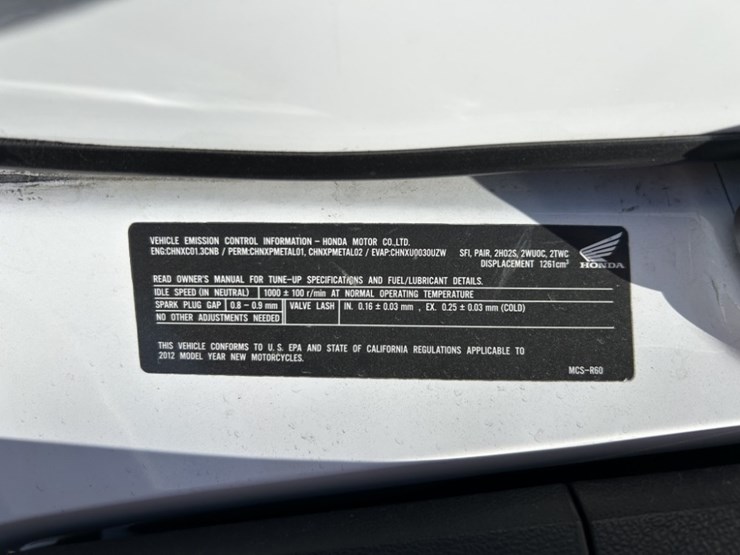 VEHICLE EMISSION CONTROL INFORMATION - HONDA MOTOR CO.,LTD.
ENG:CHNXC01.3CNB / PERM:CHNXPMETAL01, CHNXPMETAL02 / EVAP:CHNXU0030UZW SFI, PAIR, 2HO2S, 2WUOC, 2TWC
DISPLACEMENT 1261cm³
HONDA
READ OWNER'S MANUAL FOR TUNE-UP SPECIFICATIONS AND FUEL/LUBRICANT DETAILS.
IDLE SPEED (IN NEUTRAL) 1000 ± 100 r/min AT NORMAL OPERATING TEMPERATURE
SPARK PLUG GAP 0.8 - 0.9 mm VALVE LASH IN. 0.16 ± 0.03 mm , EX. 0.25 ± 0.03 mm (COLD)
NO OTHER ADJUSTMENTS NEEDED
THIS VEHICLE CONFORMS TO U.S. EPA AND STATE OF CALIFORNIA REGULATIONS APPLICABLE TO
2012 MODEL YEAR NEW MOTORCYCLES.
MCS-R60